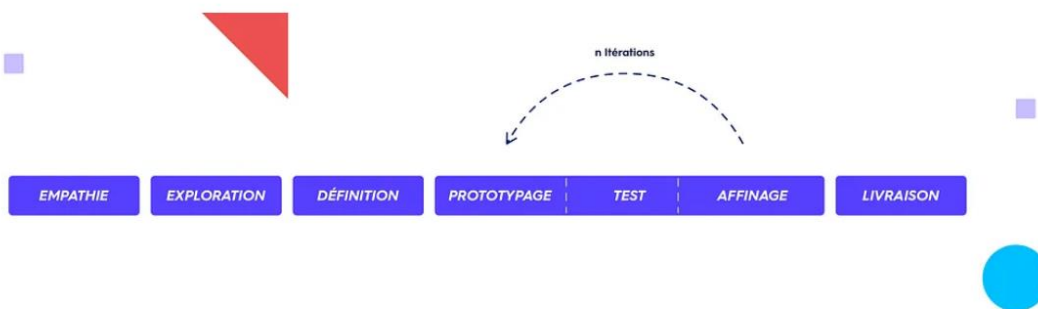 n Itérations
EMPATHIE EXPLORATION DÉFINITION PROTOTYPAGE TEST AFFINAGE LIVRAISON